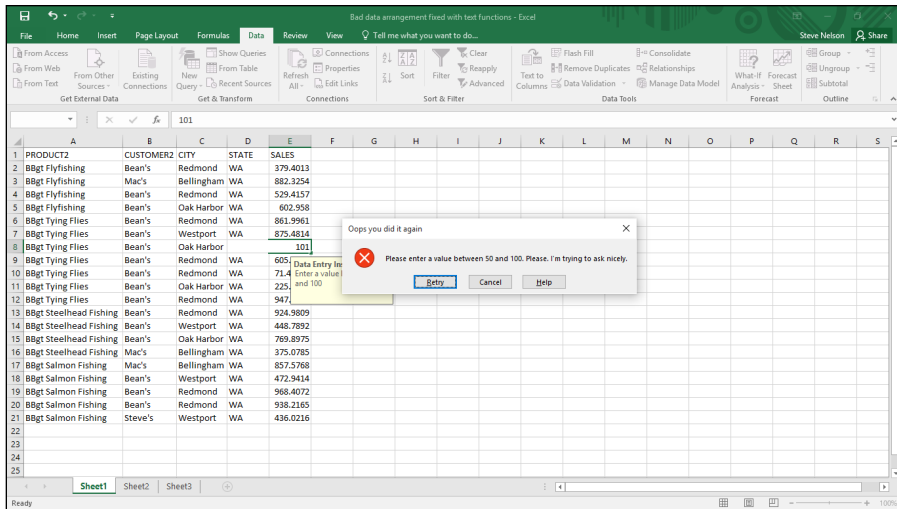 Bad data arrangement fixed with text functions - Excel
File Home Insert Page Layout Formulas Data Review View Tell me what you want to do... Steve Nelson Share
From Access
From Web
From Text
From Other Sources
Existing Connections
Get External Data
New Query
Show Queries
From Table
Recent Sources
Get & Transform
Refresh All
Connections
Properties
Edit Links
Connections
Sort
Filter
Clear
Reapply
Advanced
Sort & Filter
Text to Columns
Flash Fill
Remove Duplicates
Data Validation
Consolidate
Relationships
Manage Data Model
Data Tools
What-If Analysis
Forecast Sheet
Forecast
Group
Ungroup
Subtotal
Outline
fx 101
A B C D E F G H I J K L M N O P Q R S
1 PRODUCT2 CUSTOMER2 CITY STATE SALES
2 BBgt Flyfishing Bean's Redmond WA 379.4013
3 BBgt Flyfishing Mac's Bellingham WA 882.3254
4 BBgt Flyfishing Bean's Redmond WA 529.4157
5 BBgt Flyfishing Bean's Oak Harbor WA 602.958
6 BBgt Tying Flies Bean's Redmond WA 861.9961
7 BBgt Tying Flies Bean's Westport WA 875.4814
8 BBgt Tying Flies Bean's Oak Harbor 101
9 BBgt Tying Flies Bean's Redmond WA 605.
10 BBgt Tying Flies Bean's Redmond WA 71.4
11 BBgt Tying Flies Bean's Oak Harbor WA 225.
12 BBgt Tying Flies Bean's Redmond WA 947.
13 BBgt Steelhead Fishing Bean's Redmond WA 924.9809
14 BBgt Steelhead Fishing Bean's Westport WA 448.7892
15 BBgt Steelhead Fishing Bean's Oak Harbor WA 769.8975
16 BBgt Steelhead Fishing Mac's Bellingham WA 375.0785
17 BBgt Salmon Fishing Mac's Bellingham WA 857.5768
18 BBgt Salmon Fishing Bean's Westport WA 472.9414
19 BBgt Salmon Fishing Bean's Redmond WA 968.4072
20 BBgt Salmon Fishing Bean's Redmond WA 938.2165
21 BBgt Salmon Fishing Steve's Westport WA 436.0216
22
23
24
25
Data Entry Ins
Enter a value
and 100
Oops you did it again
Please enter a value between 50 and 100. Please. I'm trying to ask nicely.
Retry Cancel Help
Sheet1 Sheet2 Sheet3
Ready 100%